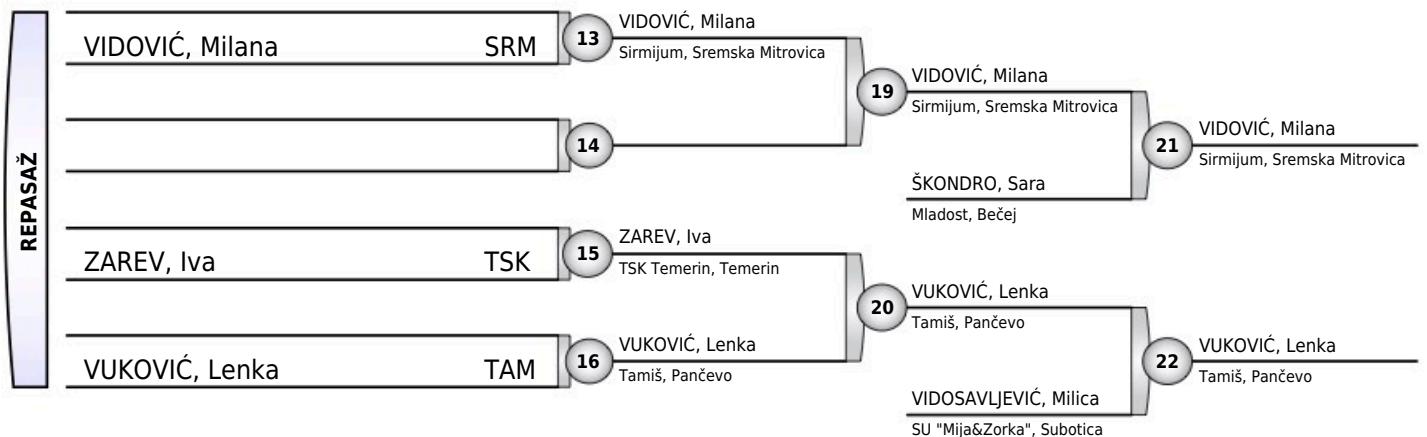 REPASAŽ
VIDOVIĆ, Milana SRM
13
VIDOVIĆ, Milana
Sirmijum, Sremska Mitrovica
14
19
VIDOVIĆ, Milana
Sirmijum, Sremska Mitrovica
ŠKONDRO, Sara
Mladost, Bečej
21
VIDOVIĆ, Milana
Sirmijum, Sremska Mitrovica
ZAREV, Iva TSK
15
ZAREV, Iva
TSK Temerin, Temerin
VUKOVIĆ, Lenka TAM
16
VUKOVIĆ, Lenka
Tamiš, Pančevo
20
VUKOVIĆ, Lenka
Tamiš, Pančevo
VIDOSAVLJEVIĆ, Milica
SU "Mija&Zorka", Subotica
22
VUKOVIĆ, Lenka
Tamiš, Pančevo